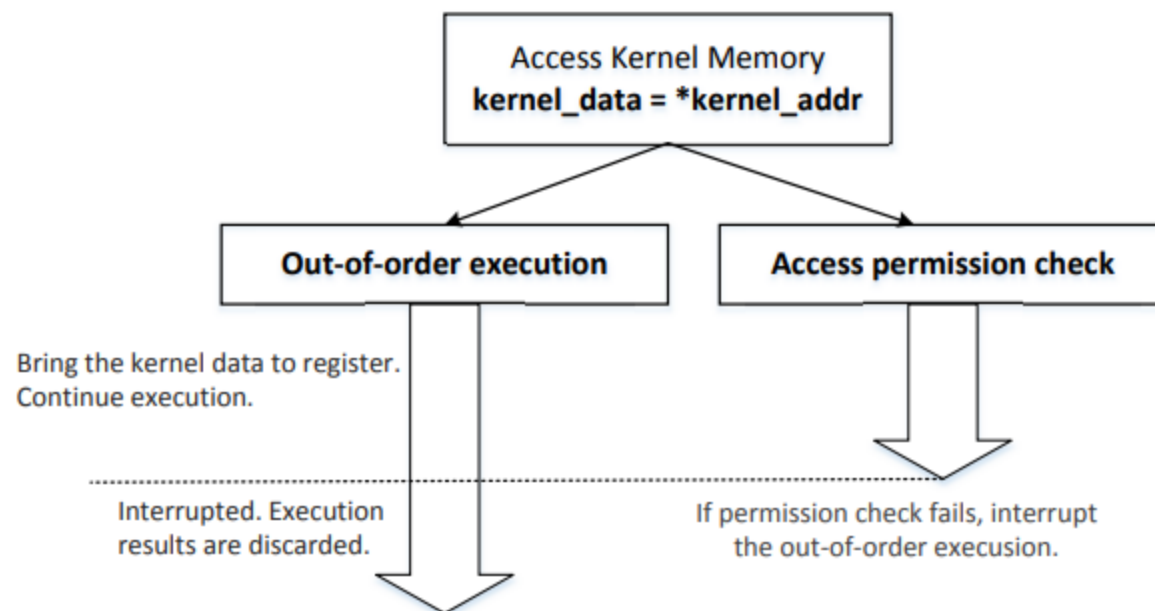 Access Kernel Memory
kernel_data = *kernel_addr
Out-of-order execution
Access permission check
Bring the kernel data to register.
Continue execution.
Interrupted. Execution
results are discarded.
If permission check fails, interrupt
the out-of-order execusion.